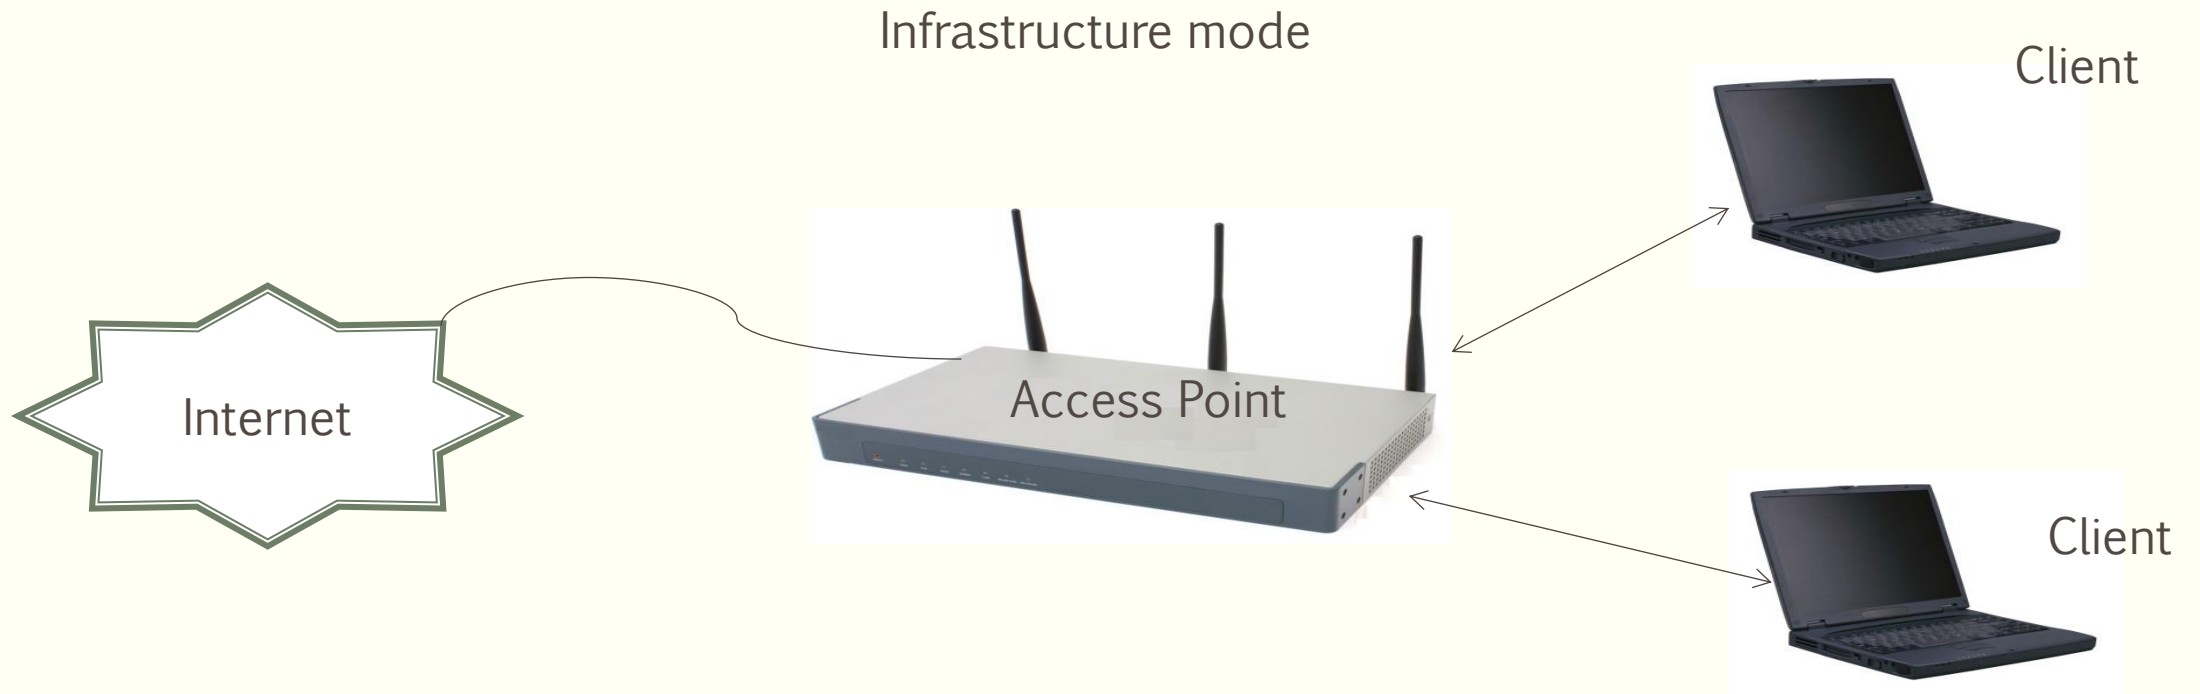 Infrastructure mode
Client
Internet
Access Point
Client